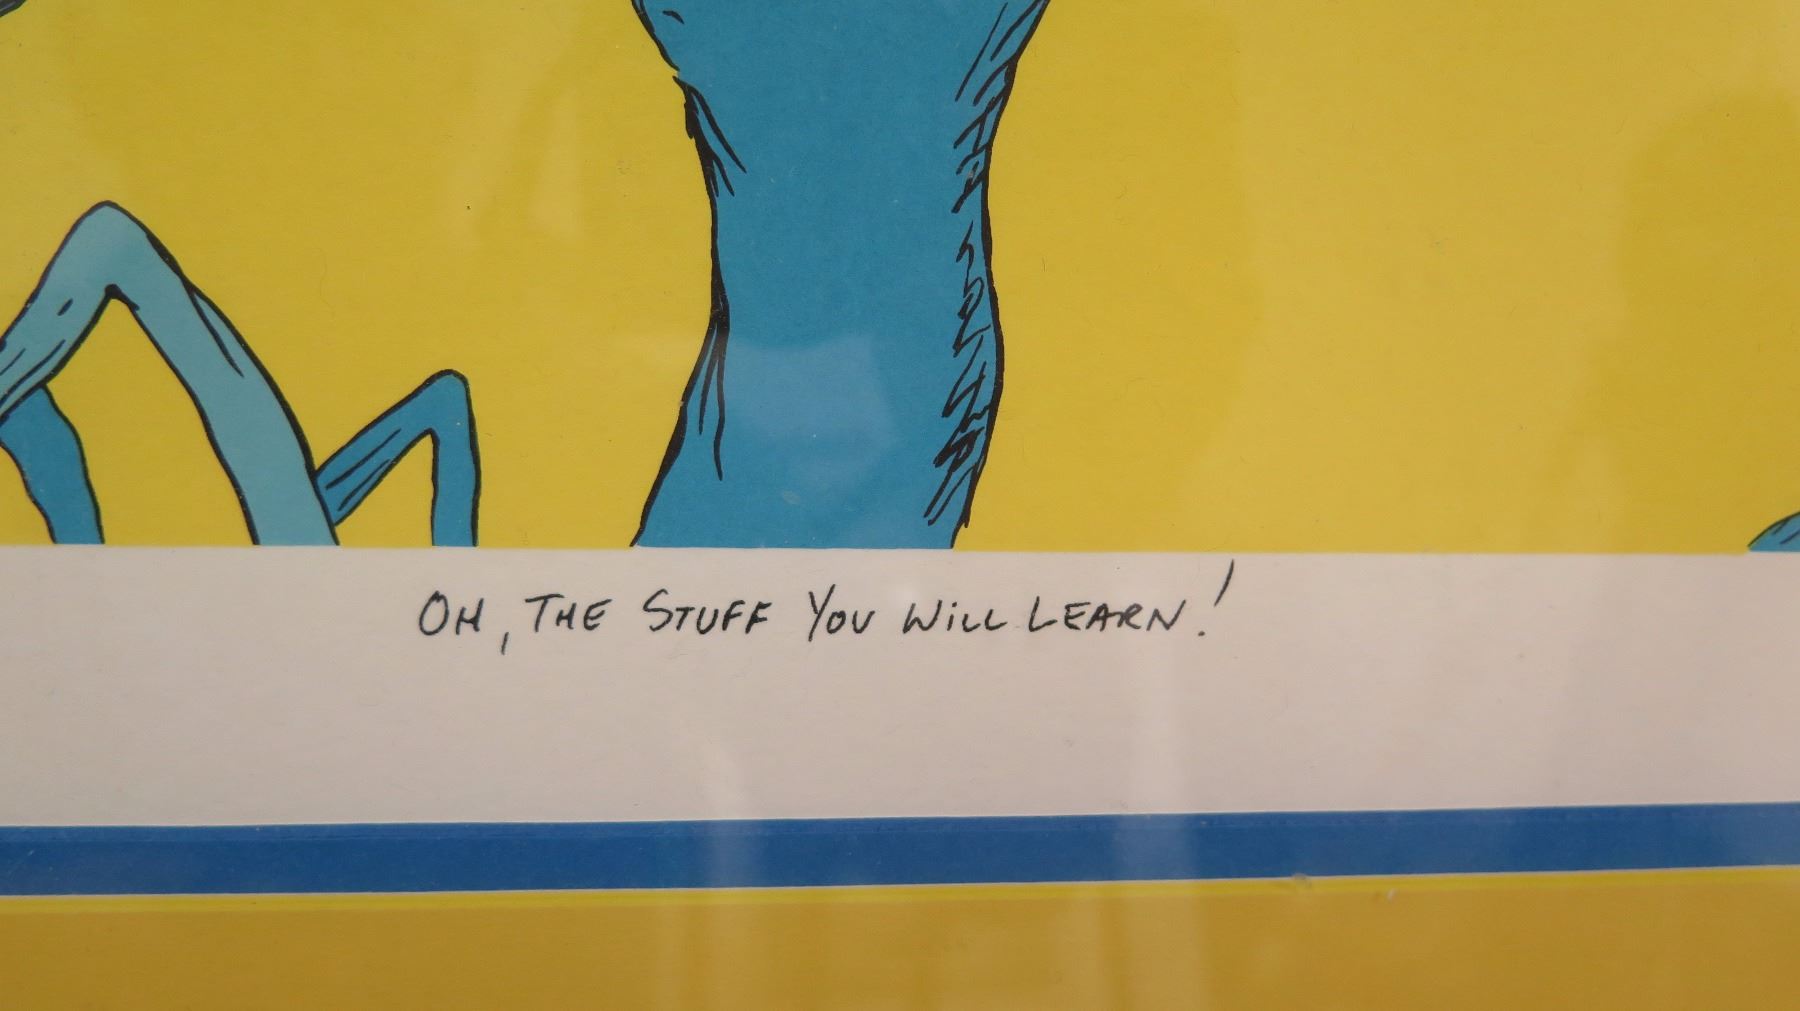 OH, THE STUFF YOU WiLL LEARN!